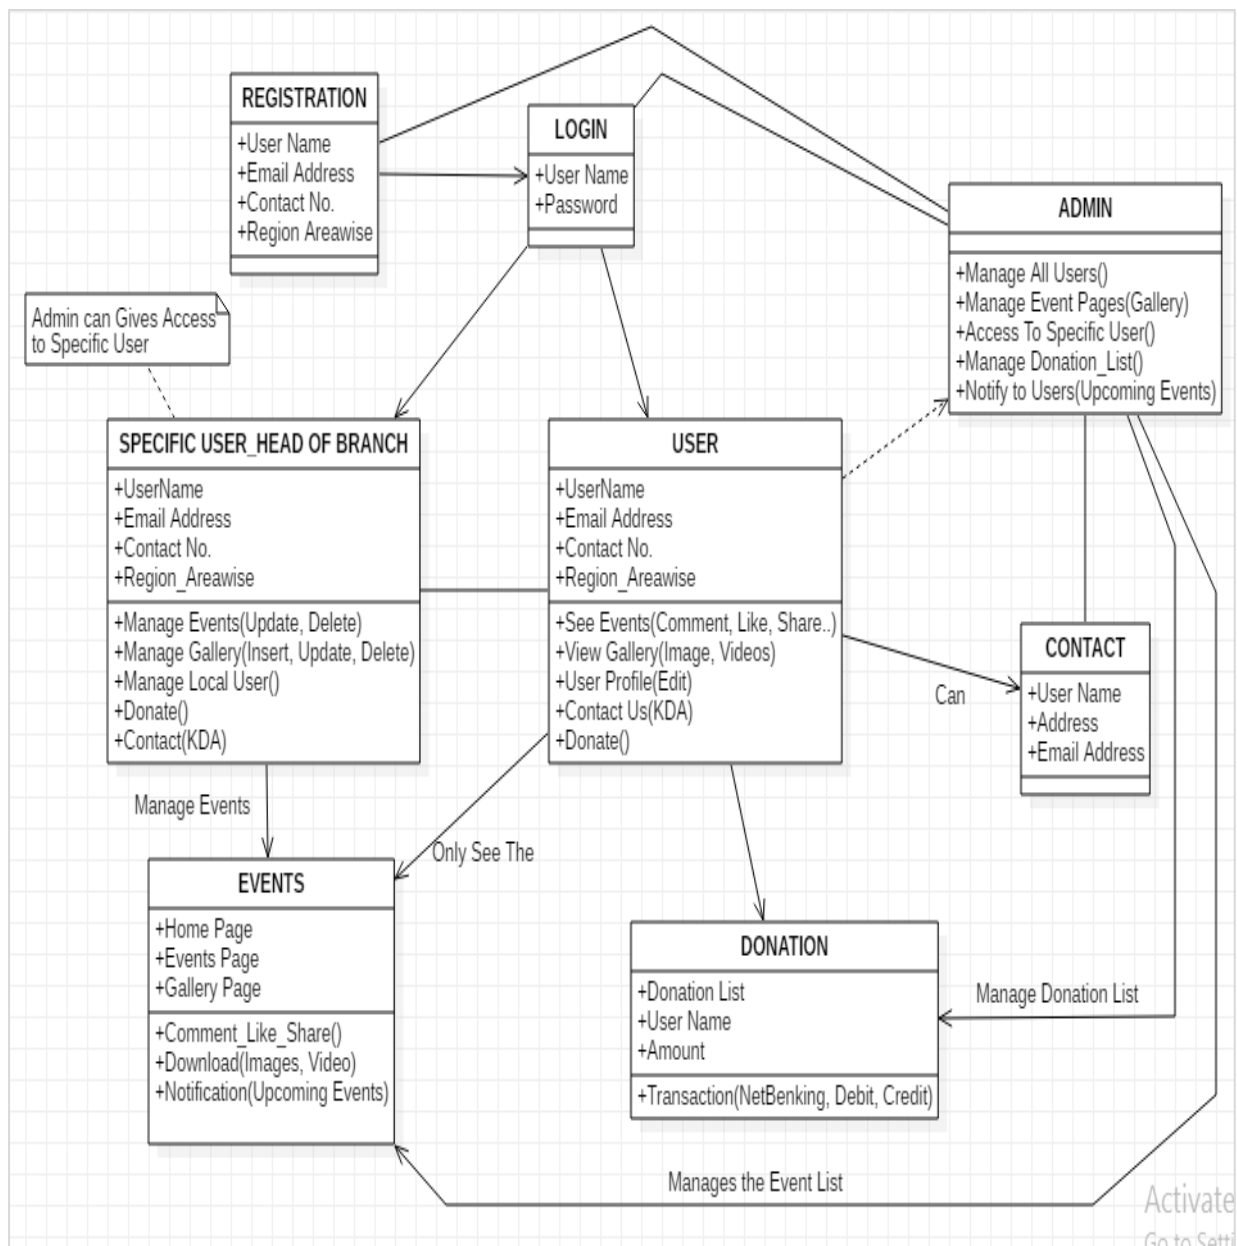 REGISTRATION
+User Name
+Email Address
+Contact No.
+Region Areawise
LOGIN
+User Name
+Password
ADMIN
+Manage All Users()
+Manage Event Pages(Gallery)
+Access To Specific User()
+Manage Donation_List()
+Notify to Users(Upcoming Events)
Admin can Gives Access
to Specific User
SPECIFIC USER_HEAD OF BRANCH
+UserName
+Email Address
+Contact No.
+Region_Areawise
+Manage Events(Update, Delete)
+Manage Gallery(Insert, Update, Delete)
+Manage Local User()
+Donate()
+Contact(KDA)
USER
+UserName
+Email Address
+Contact No.
+Region_Areawise
+See Events(Comment, Like, Share..)
+View Gallery(Image, Videos)
+User Profile(Edit)
+Contact Us(KDA)
+Donate()
Can
CONTACT
+User Name
+Address
+Email Address
Manage Events
Only See The
EVENTS
+Home Page
+Events Page
+Gallery Page
+Comment_Like_Share()
+Download(Images, Video)
+Notification(Upcoming Events)
DONATION
+Donation List
+User Name
+Amount
+Transaction(NetBenking, Debit, Credit)
Manage Donation List
Manages the Event List
Activate
Go to Setti